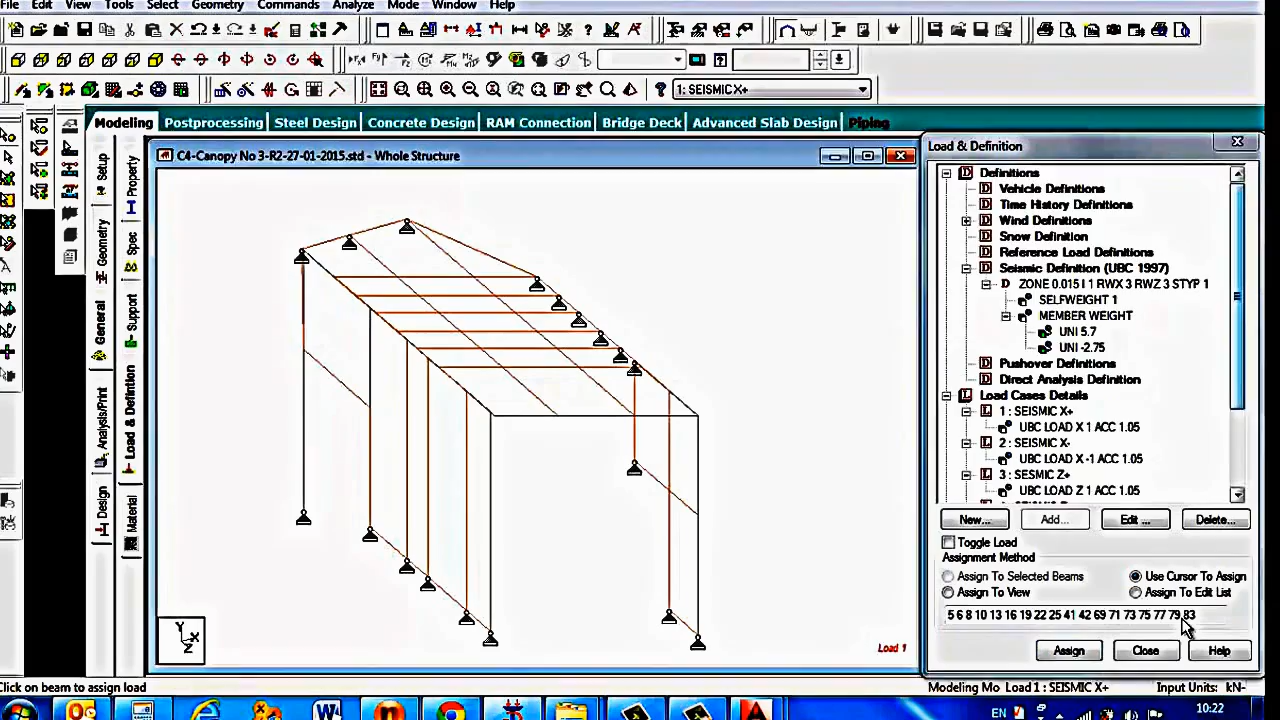 File Edit View Tools Select Geometry Commands Analyze Mode Window Help
1: SEISMIC X+
Modeling Postprocessing Steel Design Concrete Design RAM Connection Bridge Deck Advanced Slab Design Piping
C4-Canopy No 3-R2-27-01-2015.std - Whole Structure
Setup
Geometry
General
Analysis/Print
Design
Property
Spec
Support
Load & Definition
Material
Y
X
Z
Load 1
Load & Definition
Definitions
Vehicle Definitions
Time History Definitions
Wind Definitions
Snow Definition
Reference Load Definitions
Seismic Definition (UBC 1997)
ZONE 0.015 I 1 RWX 3 RWZ 3 STYP 1
SELFWEIGHT 1
MEMBER WEIGHT
UNI 5.7
UNI -2.75
Pushover Definitions
Direct Analysis Definition
Load Cases Details
1 : SEISMIC X+
UBC LOAD X 1 ACC 1.05
2 : SEISMIC X-
UBC LOAD X -1 ACC 1.05
3 : SESMIC Z+
UBC LOAD Z 1 ACC 1.05
New... Add... Edit ... Delete...
Toggle Load
Assignment Method
Assign To Selected Beams Use Cursor To Assign
Assign To View Assign To Edit List
5 6 8 10 13 16 19 22 25 41 42 69 71 73 75 77 79 83
Assign Close Help
Click on beam to assign load
Modeling Mo Load 1 : SEISMIC X+ Input Units: kN-
EN 10:22